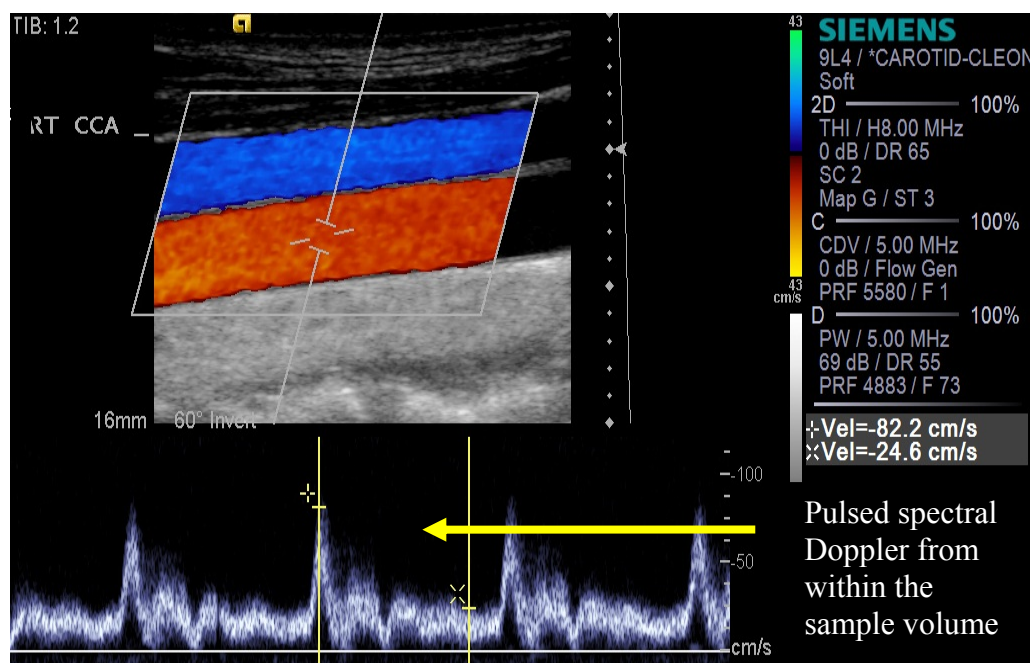 TIB: 1.2
RT CCA
16mm 60° Invert
43
43
cm/s
SIEMENS
9L4 / *CAROTID-CLEON
Soft
2D 100%
THI / H8.00 MHz
0 dB / DR 65
SC 2
Map G / ST 3
C 100%
CDV / 5.00 MHz
0 dB / Flow Gen
PRF 5580 / F 1
D 100%
PW / 5.00 MHz
69 dB / DR 55
PRF 4883 / F 73
Vel=-82.2 cm/s
Vel=-24.6 cm/s
-100
-50
cm/s
Pulsed spectral
Doppler from
within the
sample volume